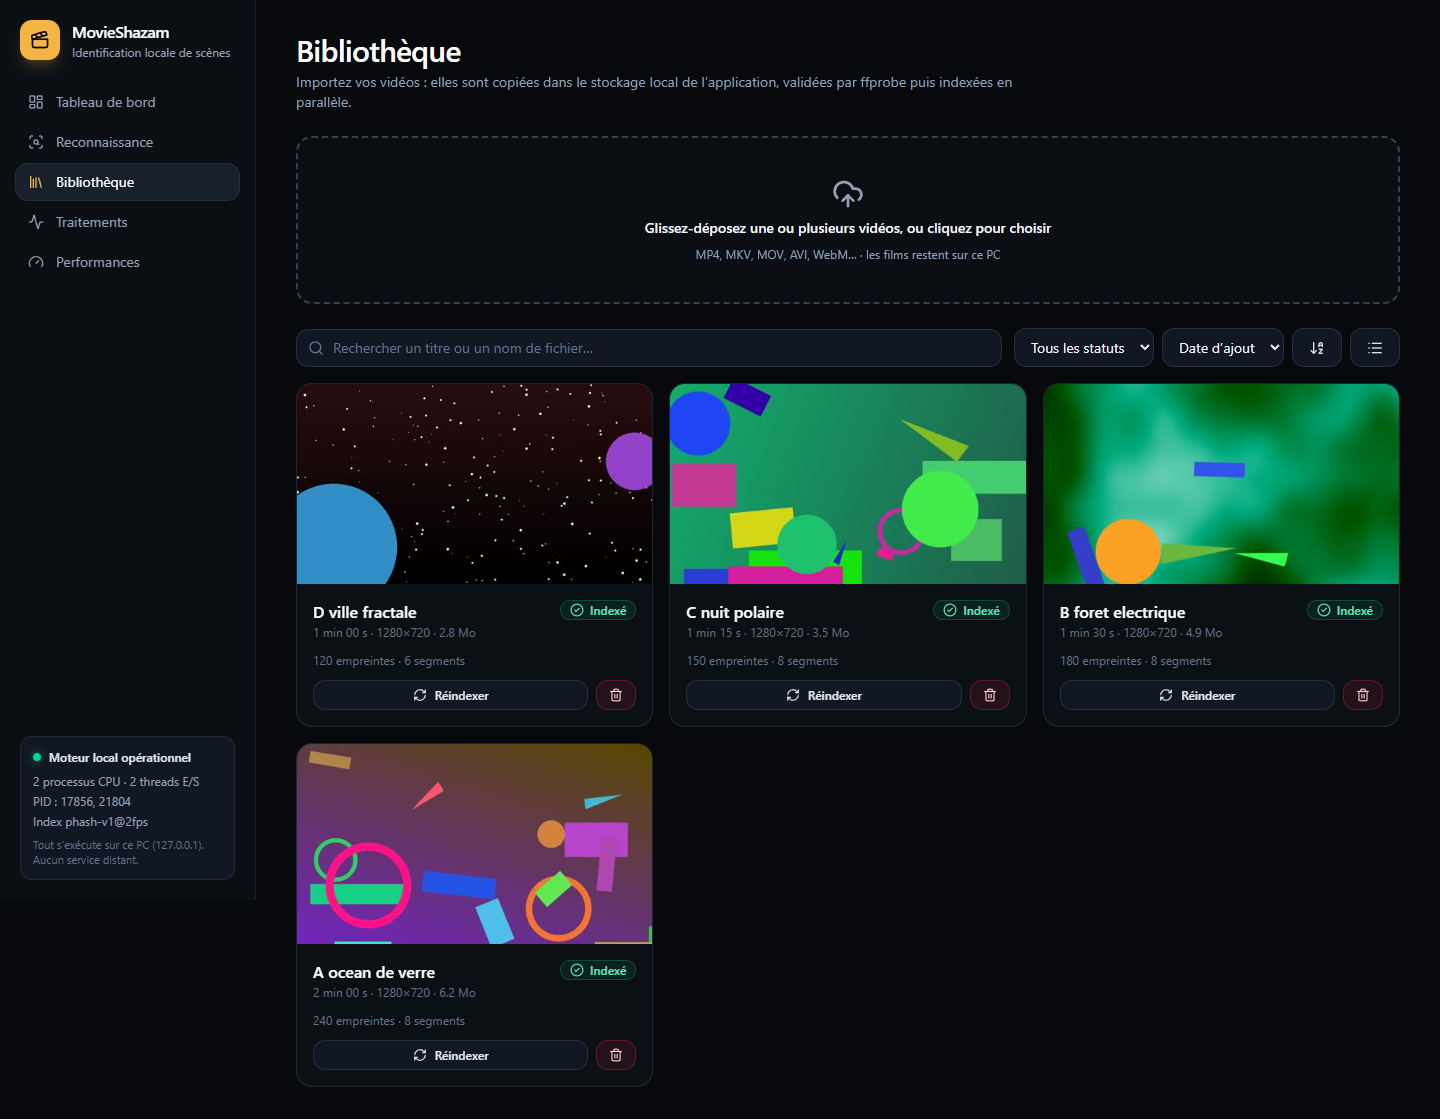 MovieShazam
Identification locale de scènes
Tableau de bord
Reconnaissance
Bibliothèque
Traitements
Performances
Moteur local opérationnel
2 processus CPU · 2 threads E/S
PID : 17856, 21804
Index phash-v1@2fps
Tout s’exécute sur ce PC (127.0.0.1).
Aucun service distant.
Bibliothèque
Importez vos vidéos : elles sont copiées dans le stockage local de l’application, validées par ffprobe puis indexées en
parallèle.
Glissez-déposez une ou plusieurs vidéos, ou cliquez pour choisir
MP4, MKV, MOV, AVI, WebM… · les films restent sur ce PC
Rechercher un titre ou un nom de fichier…
Tous les statuts
Date d’ajout
D ville fractale
Indexé
1 min 00 s · 1280×720 · 2.8 Mo
120 empreintes · 6 segments
Réindexer
C nuit polaire
Indexé
1 min 15 s · 1280×720 · 3.5 Mo
150 empreintes · 8 segments
Réindexer
B foret electrique
Indexé
1 min 30 s · 1280×720 · 4.9 Mo
180 empreintes · 8 segments
Réindexer
A ocean de verre
Indexé
2 min 00 s · 1280×720 · 6.2 Mo
240 empreintes · 8 segments
Réindexer